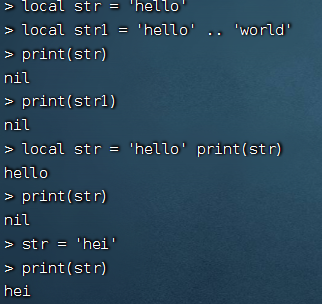 > local str = 'hello'
> local str1 = 'hello' .. 'world'
> print(str)
nil
> print(str1)
nil
> local str = 'hello' print(str)
hello
> print(str)
nil
> str = 'hei'
> print(str)
hei